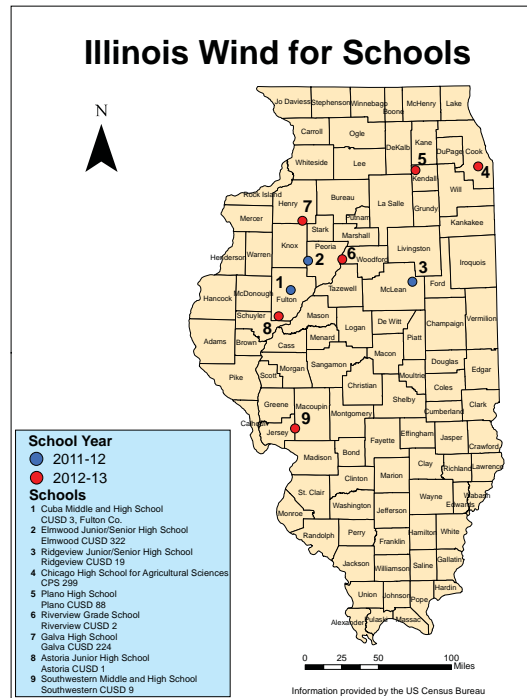 Illinois Wind for Schools
N
Jo Daviess
Stephenson
Winnebago
Boone
McHenry
Lake
Carroll
Ogle
DeKalb
Kane
DuPage
Cook
Whiteside
Lee
5
4
Kendall
Will
Rock Island
Henry
7
Bureau
La Salle
Grundy
Mercer
Putnam
Kankakee
Stark
Marshall
Knox
Peoria
6
Livingston
Henderson
Warren
2
Woodford
Iroquois
3
1
Tazewell
McLean
Ford
Hancock
McDonough
Fulton
Mason
8
Schuyler
Logan
De Witt
Champaign
Vermilion
Adams
Brown
Cass
Menard
Piatt
Macon
Morgan
Sangamon
Douglas
Edgar
Pike
Scott
Moultrie
Christian
Coles
Shelby
Greene
Macoupin
Clark
9
Montgomery
Cumberland
Calhoun
Jersey
Fayette
Effingham
Jasper
Crawford
Madison
Bond
Clay
Richland
Lawrence
Clinton
Marion
St. Clair
Wayne
Wabash
Edwards
Washington
Jefferson
Monroe
Randolph
Perry
Hamilton
White
Franklin
Jackson
Williamson
Saline
Gallatin
Hardin
Union
Johnson
Pope
Alexander
Pulaski
Massac
School Year
2011-12
2012-13
Schools
1 Cuba Middle and High School
CUSD 3, Fulton Co.
2 Elmwood Junior/Senior High School
Elmwood CUSD 322
3 Ridgeview Junior/Senior High School
Ridgeview CUSD 19
4 Chicago High School for Agricultural Sciences
CPS 299
5 Plano High School
Plano CUSD 88
6 Riverview Grade School
Riverview CUSD 2
7 Galva High School
Galva CUSD 224
8 Astoria Junior High School
Astoria CUSD 1
9 Southwestern Middle and High School
Southwestern CUSD 9
0 25 50 100
Miles
Information provided by the US Census Bureau